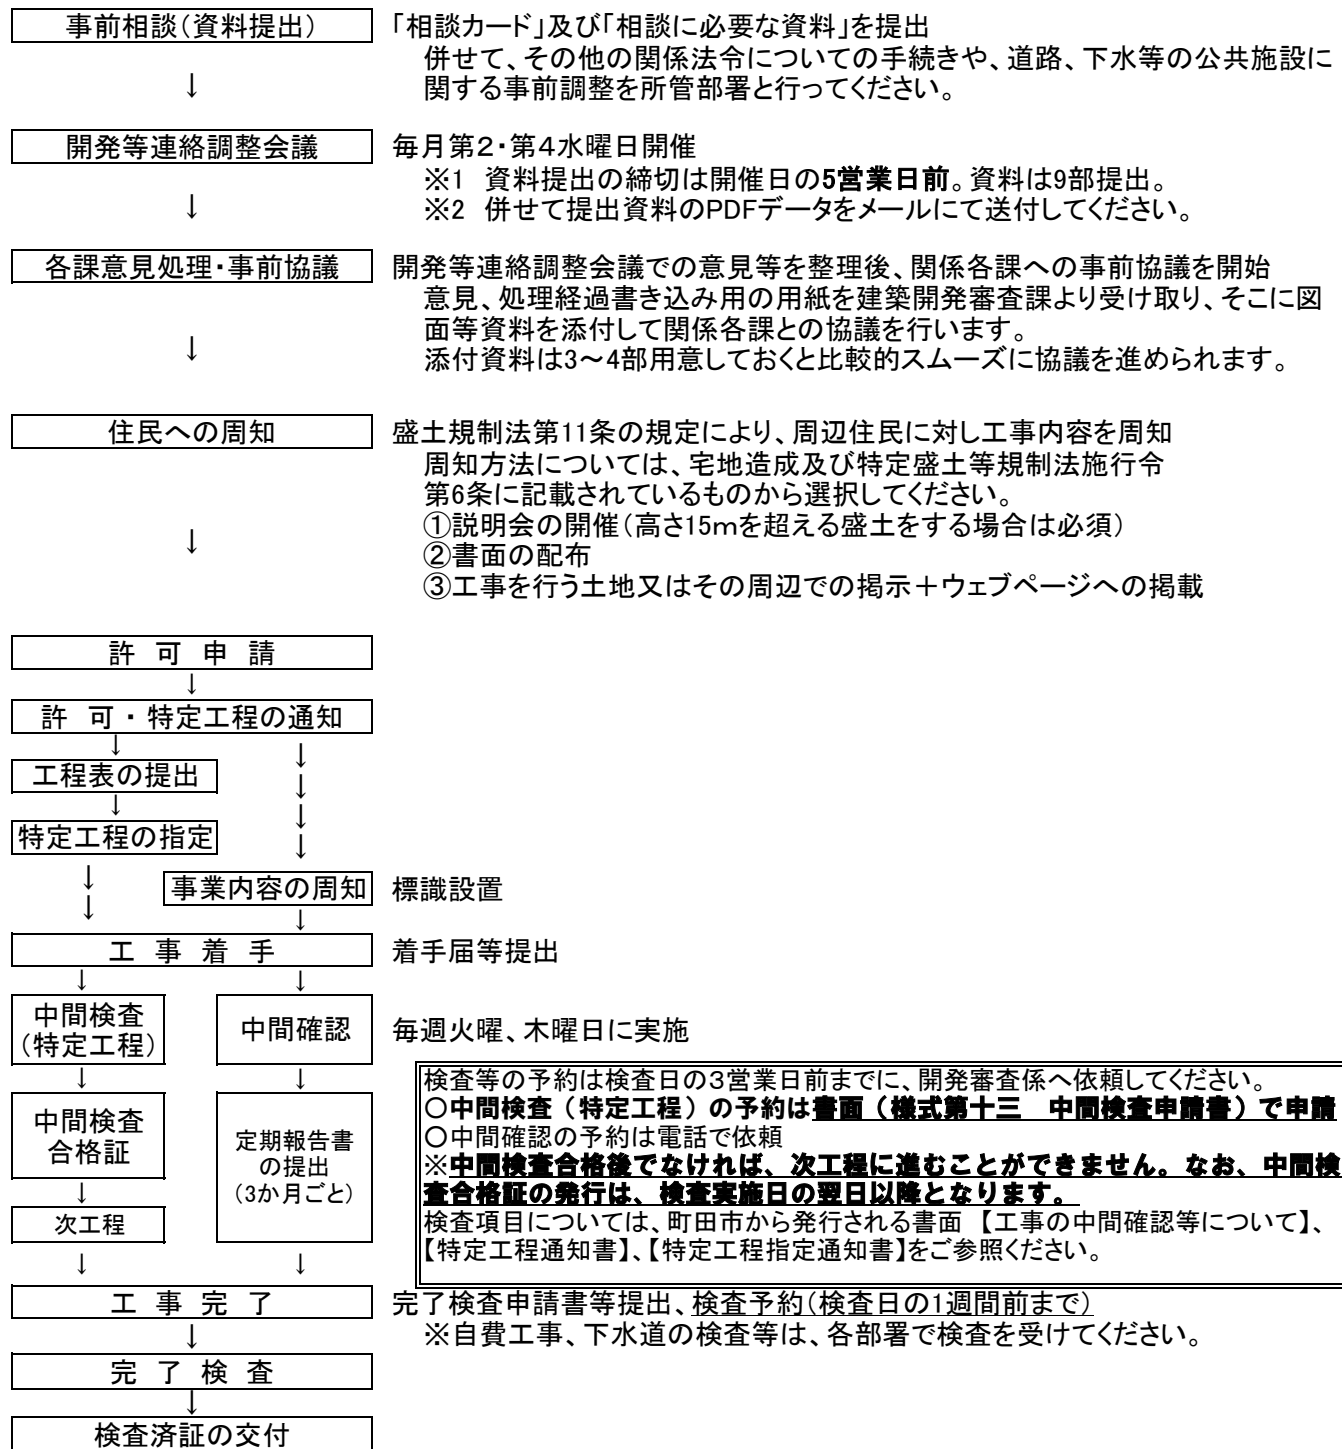 事前相談(資料提出)
「相談カード」及び「相談に必要な資料」を提出
併せて、その他の関係法令についての手続きや、道路、下水等の公共施設に
関する事前調整を所管部署と行ってください。
↓
開発等連絡調整会議
毎月第2・第4水曜日開催
※1 資料提出の締切は開催日の5営業日前。資料は9部提出。
※2 併せて提出資料のPDFデータをメールにて送付してください。
↓
各課意見処理・事前協議
開発等連絡調整会議での意見等を整理後、関係各課への事前協議を開始
意見、処理経過書き込み用の用紙を建築開発審査課より受け取り、そこに図
面等資料を添付して関係各課との協議を行います。
添付資料は3~4部用意しておくと比較的スムーズに協議を進められます。
↓
住民への周知
盛土規制法第11条の規定により、周辺住民に対し工事内容を周知
周知方法については、宅地造成及び特定盛土等規制法施行令
第6条に記載されているものから選択してください。
①説明会の開催(高さ15mを超える盛土をする場合は必須)
②書面の配布
③工事を行う土地又はその周辺での掲示+ウェブページへの掲載
↓
許 可 申 請
↓
許 可・特定工程の通知
↓ ↓
工程表の提出 ↓
↓ ↓
特定工程の指定 ↓
↓
↓
事業内容の周知
標識設置
↓
工 事 着 手
着手届等提出
↓ ↓
中間検査
(特定工程)
中間確認
毎週火曜、木曜日に実施
↓ ↓
中間検査
合格証
定期報告書
の提出
(3か月ごと)
↓
次工程
↓ ↓
検査等の予約は検査日の3営業日前までに、開発審査係へ依頼してください。
○中間検査(特定工程)の予約は書面(様式第十三 中間検査申請書)で申請
○中間確認の予約は電話で依頼
※中間検査合格後でなければ、次工程に進むことができません。なお、中間検
査合格証の発行は、検査実施日の翌日以降となります。
検査項目については、町田市から発行される書面 【工事の中間確認等について】、
【特定工程通知書】、【特定工程指定通知書】をご参照ください。
工 事 完 了
完了検査申請書等提出、検査予約(検査日の1週間前まで)
※自費工事、下水道の検査等は、各部署で検査を受けてください。
↓
完 了 検 査
↓
検査済証の交付